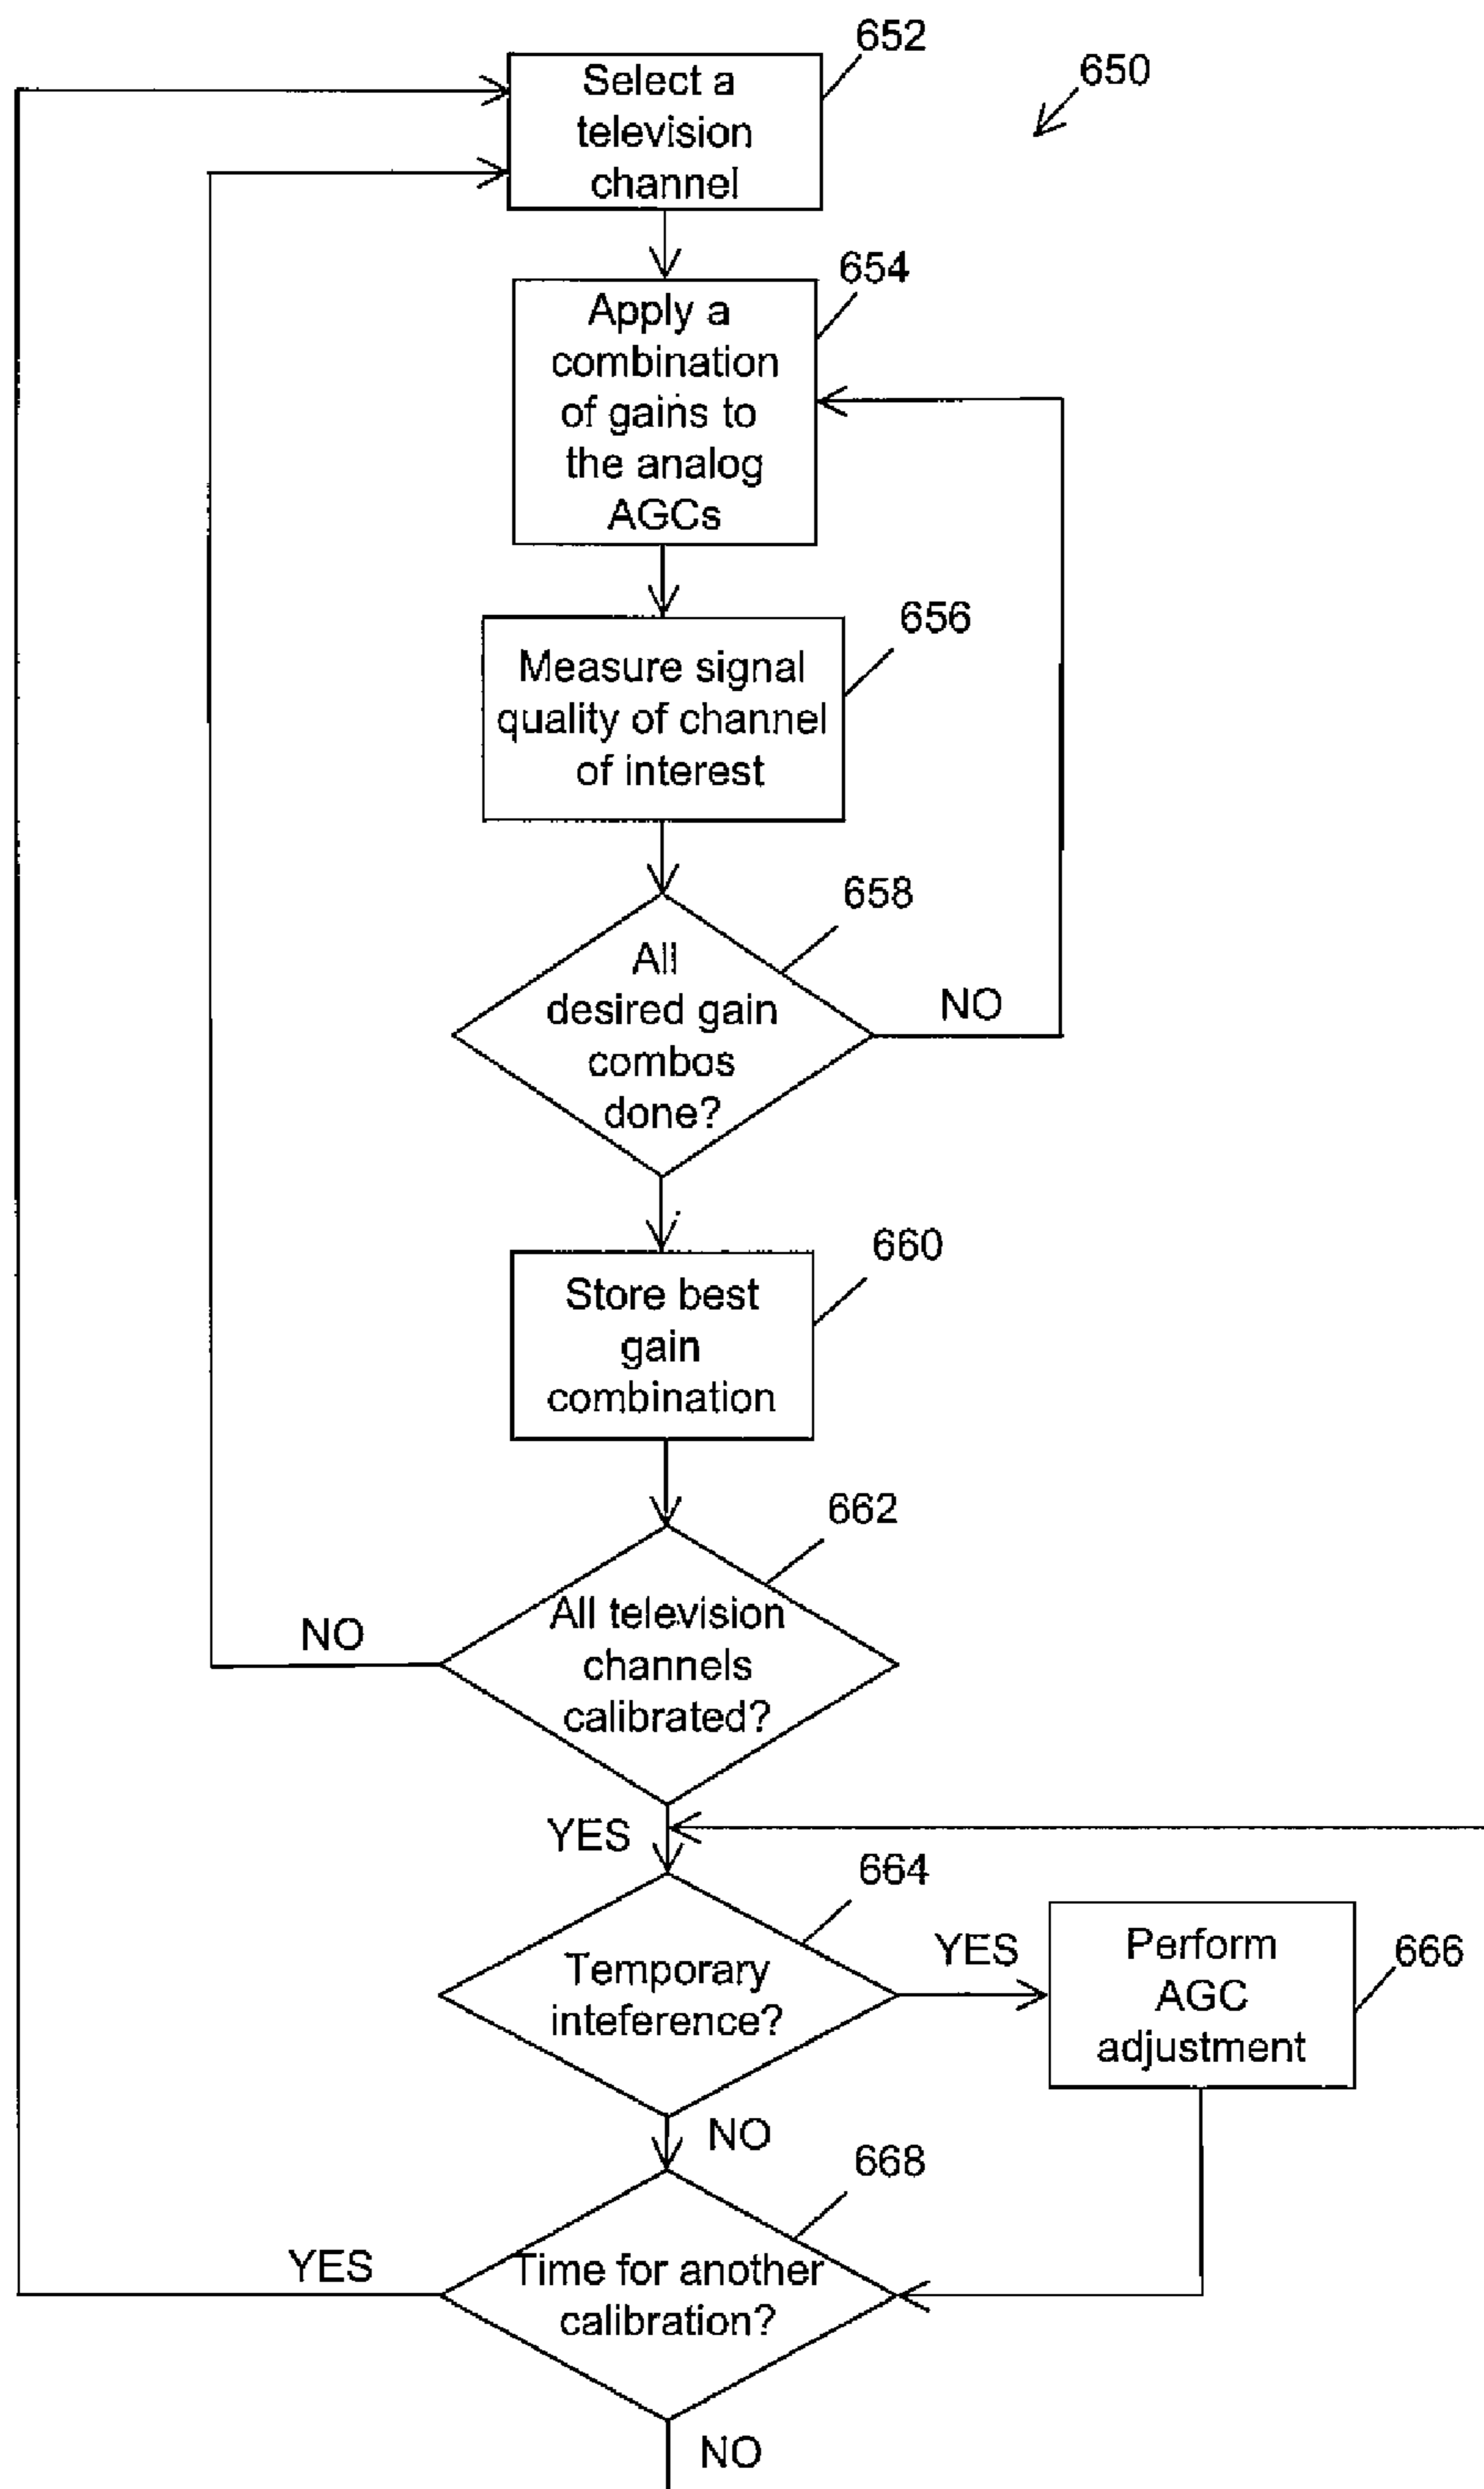 652
Select a
television
channel
650
654
Apply a
combination
of gains to
the analog
AGCs
656
Measure signal
quality of channel
of interest
658
All
desired gain
combos
done?
NO
660
Store best
gain
combination
662
All television
channels
calibrated?
NO
YES
664
Temporary
inteference?
YES
Perform
AGC
adjustment
666
NO
668
Time for another
calibration?
YES
NO